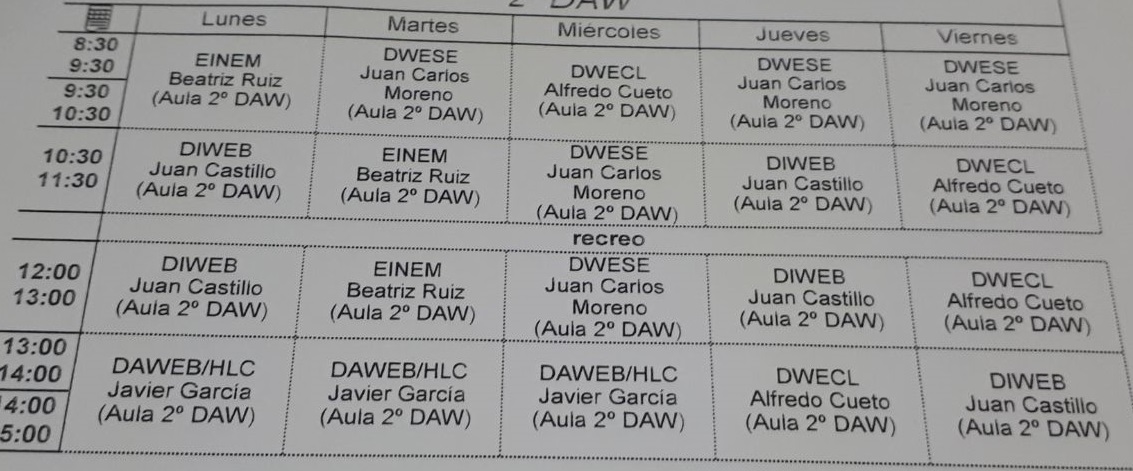 2º DAW
Lunes Martes Miércoles Jueves Viernes
8:30
9:30
9:30
10:30
EINEM
Beatriz Ruiz
(Aula 2º DAW)
DWESE
Juan Carlos
Moreno
(Aula 2º DAW)
DWECL
Alfredo Cueto
(Aula 2º DAW)
DWESE
Juan Carlos
Moreno
(Aula 2º DAW)
DWESE
Juan Carlos
Moreno
(Aula 2º DAW)
10:30
11:30
DIWEB
Juan Castillo
(Aula 2º DAW)
EINEM
Beatriz Ruiz
(Aula 2º DAW)
DWESE
Juan Carlos
Moreno
(Aula 2º DAW)
DIWEB
Juan Castillo
(Aula 2º DAW)
DWECL
Alfredo Cueto
(Aula 2º DAW)
recreo
12:00
13:00
DIWEB
Juan Castillo
(Aula 2º DAW)
EINEM
Beatriz Ruiz
(Aula 2º DAW)
DWESE
Juan Carlos
Moreno
(Aula 2º DAW)
DIWEB
Juan Castillo
(Aula 2º DAW)
DWECL
Alfredo Cueto
(Aula 2º DAW)
13:00
14:00
4:00
5:00
DAWEB/HLC
Javier García
(Aula 2º DAW)
DAWEB/HLC
Javier García
(Aula 2º DAW)
DAWEB/HLC
Javier García
(Aula 2º DAW)
DWECL
Alfredo Cueto
(Aula 2º DAW)
DIWEB
Juan Castillo
(Aula 2º DAW)